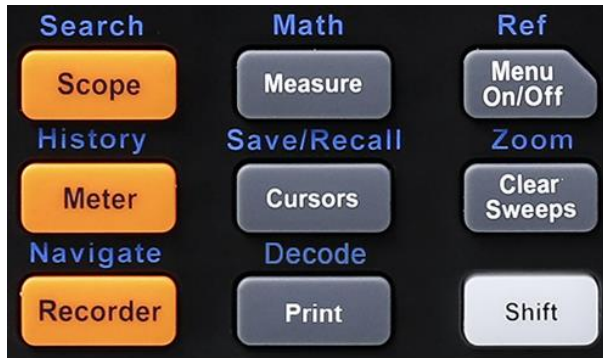 Search Math Ref
Scope Measure Menu
On/Off
History Save/Recall Zoom
Meter Cursors Clear
Sweeps
Navigate Decode
Recorder Print Shift